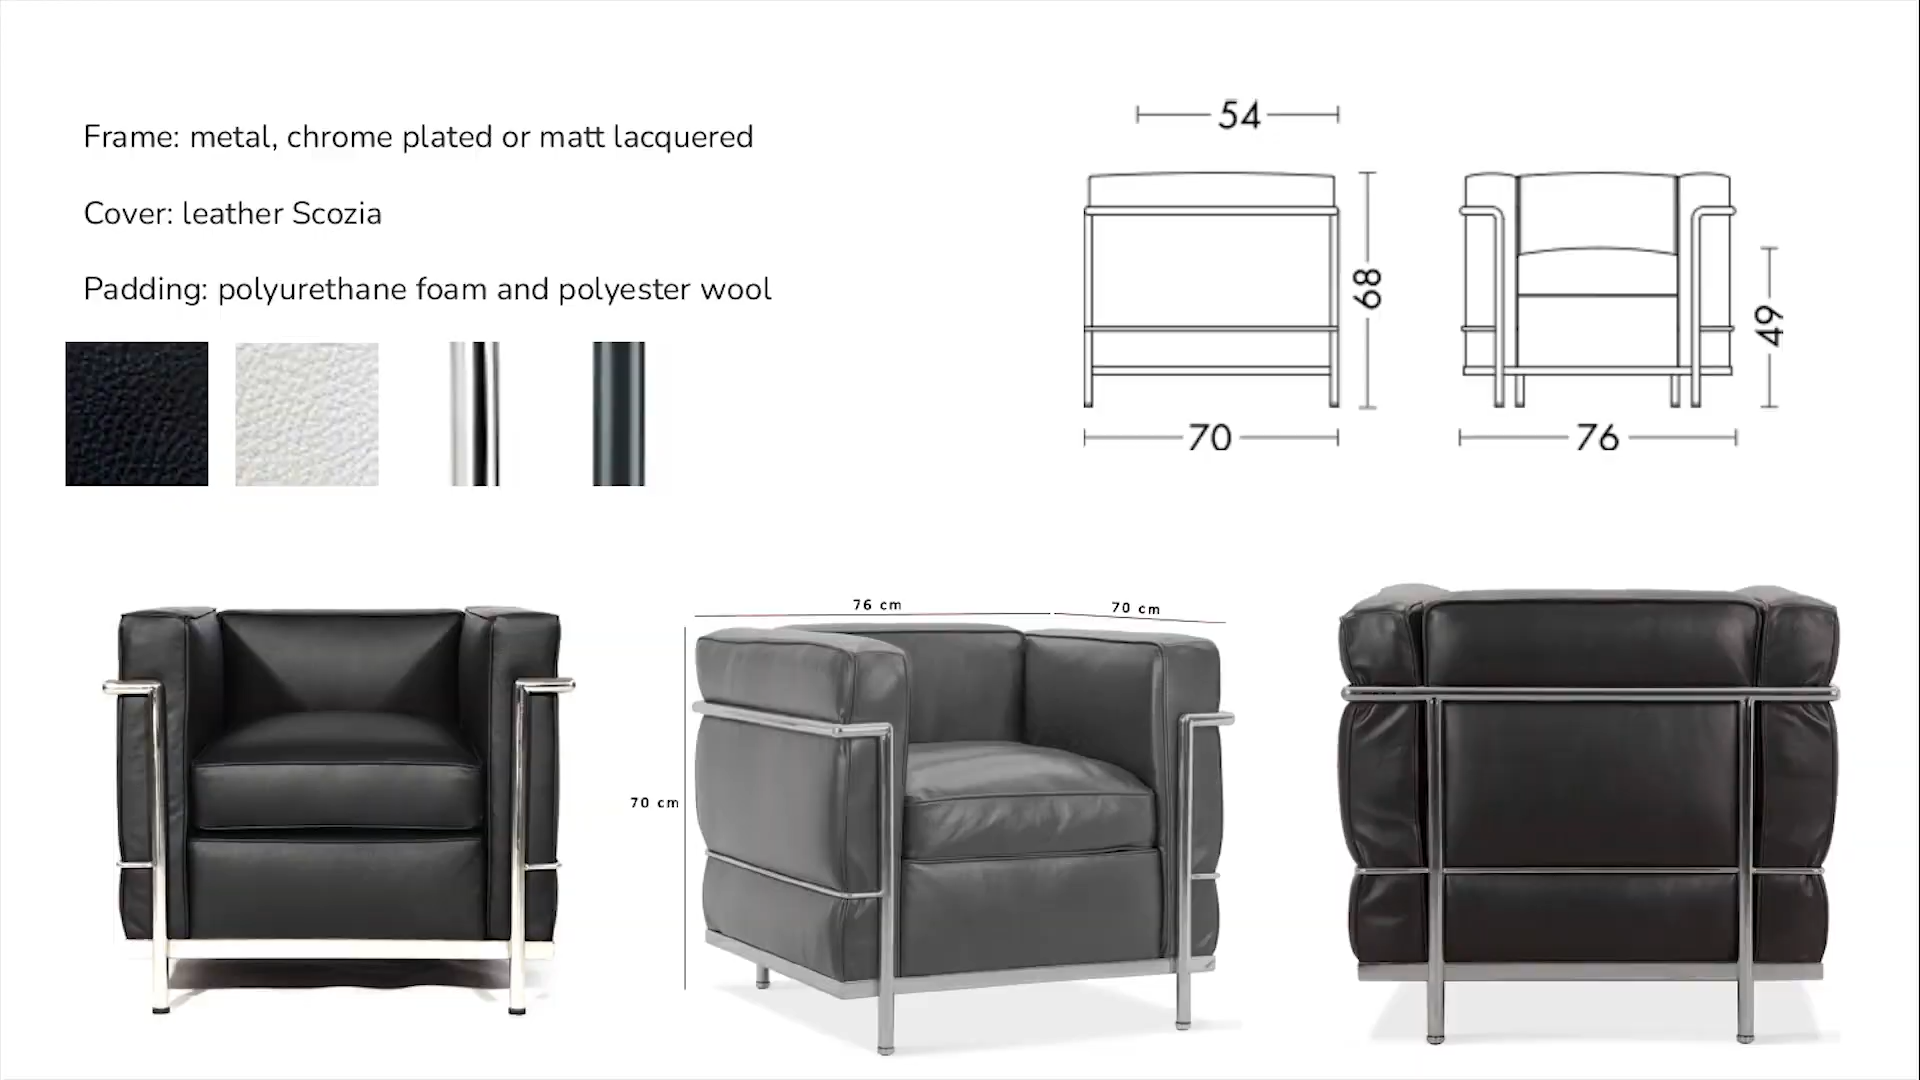 Frame: metal, chrome plated or matt lacquered
Cover: leather Scozia
Padding: polyurethane foam and polyester wool
54
68
49
70
76
76 cm
70 cm
70 cm